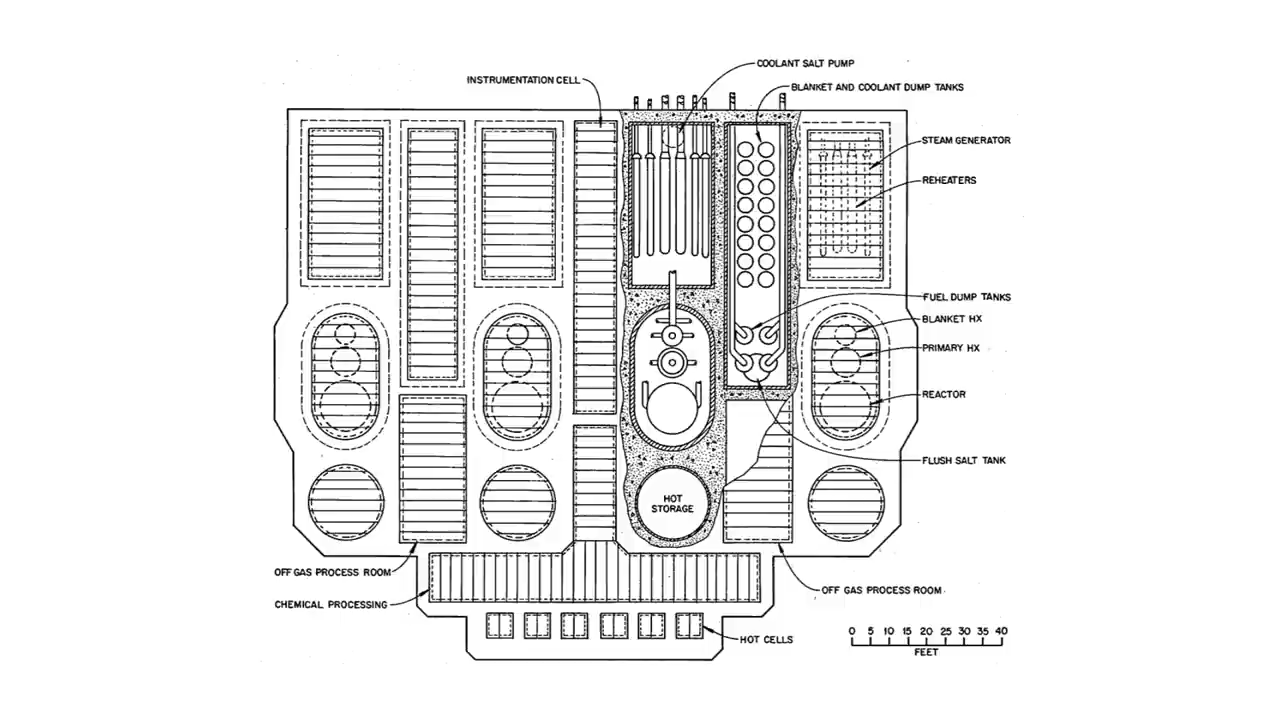 COOLANT SALT PUMP
INSTRUMENTATION CELL
BLANKET AND COOLANT DUMP TANKS
STEAM GENERATOR
REHEATERS
FUEL DUMP TANKS
BLANKET HX
PRIMARY HX
REACTOR
FLUSH SALT TANK
HOT
STORAGE
OFF GAS PROCESS ROOM
OFF GAS PROCESS ROOM
CHEMICAL PROCESSING
HOT CELLS
0 5 10 15 20 25 30 35 40
FEET